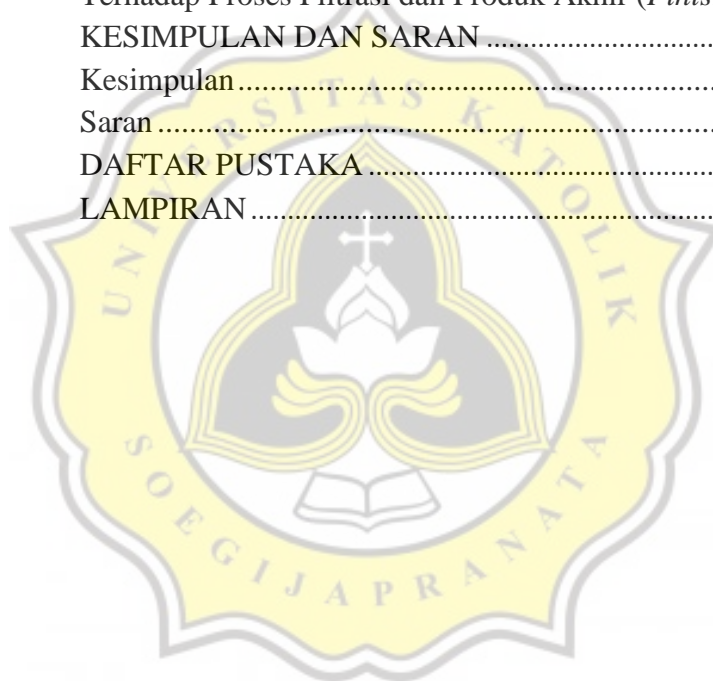 Terhadap Proses Filtrasi dan Produk Akhir (Finis
KESIMPULAN DAN SARAN ........................
Kesimpulan ................................................
Saran ...........................................................
DAFTAR PUSTAKA ....................................
LAMPIRAN .................................................
UNIVERSITAS KATOLIK
SOEGIJAPRANATA